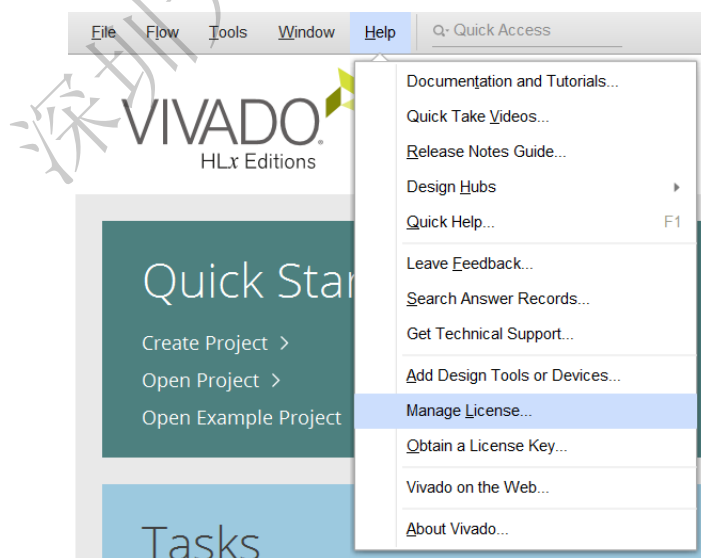 File Flow Tools Window Help Quick Access
VIVADO.
HLx Editions
Quick Star
Create Project >
Open Project >
Open Example Project
Tasks
Documentation and Tutorials...
Quick Take Videos...
Release Notes Guide...
Design Hubs
Quick Help... F1
Leave Feedback...
Search Answer Records...
Get Technical Support...
Add Design Tools or Devices...
Manage License...
Obtain a License Key...
Vivado on the Web...
About Vivado...
深圳